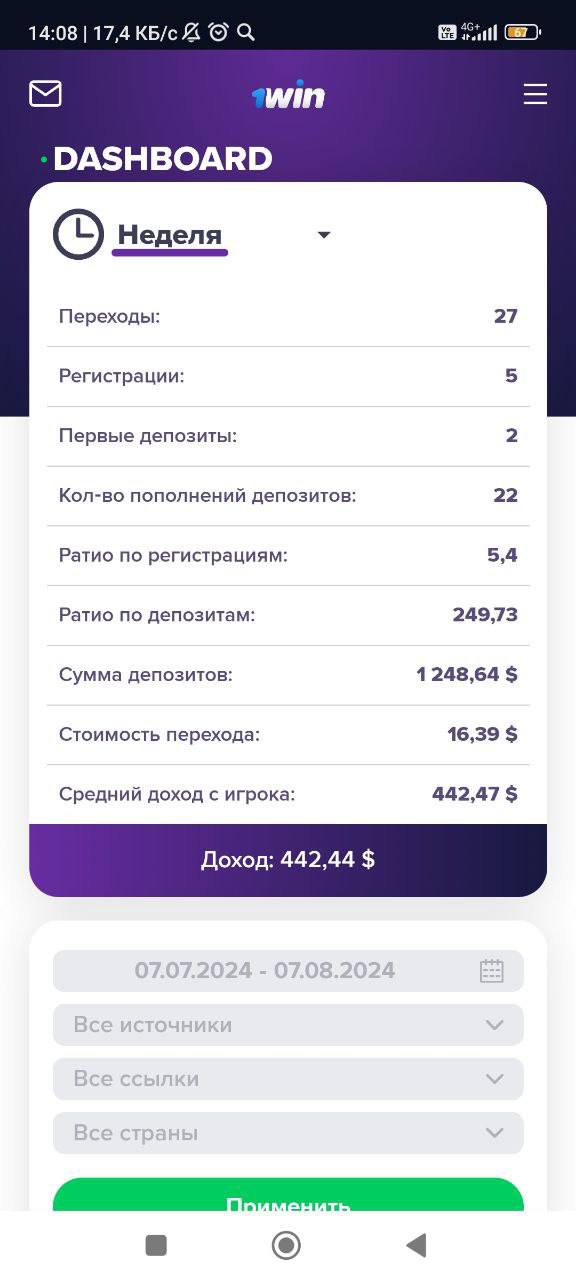 14:08 | 17,4 КБ/с
Vo LTE 4G+ 67
1win
DASHBOARD
Неделя
Переходы: 27
Регистрации: 5
Первые депозиты: 2
Кол-во пополнений депозитов: 22
Ратио по регистрациям: 5,4
Ратио по депозитам: 249,73
Сумма депозитов: 1 248,64 $
Стоимость перехода: 16,39 $
Средний доход с игрока: 442,47 $
Доход: 442,44 $
07.07.2024 - 07.08.2024
Все источники
Все ссылки
Все страны
Применить